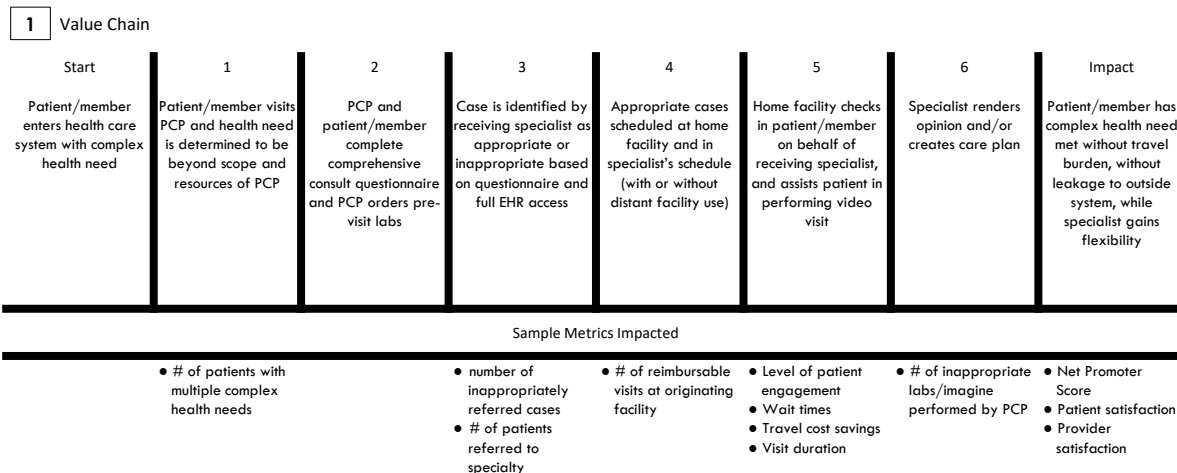 1 Value Chain
Start
Patient/member
enters health care
system with complex
health need
1
Patient/member visits
PCP and health need
is determined to be
beyond scope and
resources of PCP
2
PCP and
patient/member
complete
comprehensive
consult questionnaire
and PCP orders pre-
visit labs
3
Case is identified by
receiving specialist as
appropriate or
inappropriate based
on questionnaire and
full EHR access
4
Appropriate cases
scheduled at home
facility and in
specialist's schedule
(with or without
distant facility use)
5
Home facility checks
in patient/member
on behalf of
receiving specialist,
and assists patient in
performing video
visit
6
Specialist renders
opinion and/or
creates care plan
Impact
Patient/member has
complex health need
met without travel
burden, without
leakage to outside
system, while
specialist gains
flexibility
Sample Metrics Impacted
● # of patients with
multiple complex
health needs
● number of
inappropriately
referred cases
● # of patients
referred to
specialty
● # of reimbursable
visits at originating
facility
● Level of patient
engagement
● Wait times
● Travel cost savings
● Visit duration
● # of inappropriate
labs/imagine
performed by PCP
● Net Promoter
Score
● Patient satisfaction
● Provider
satisfaction